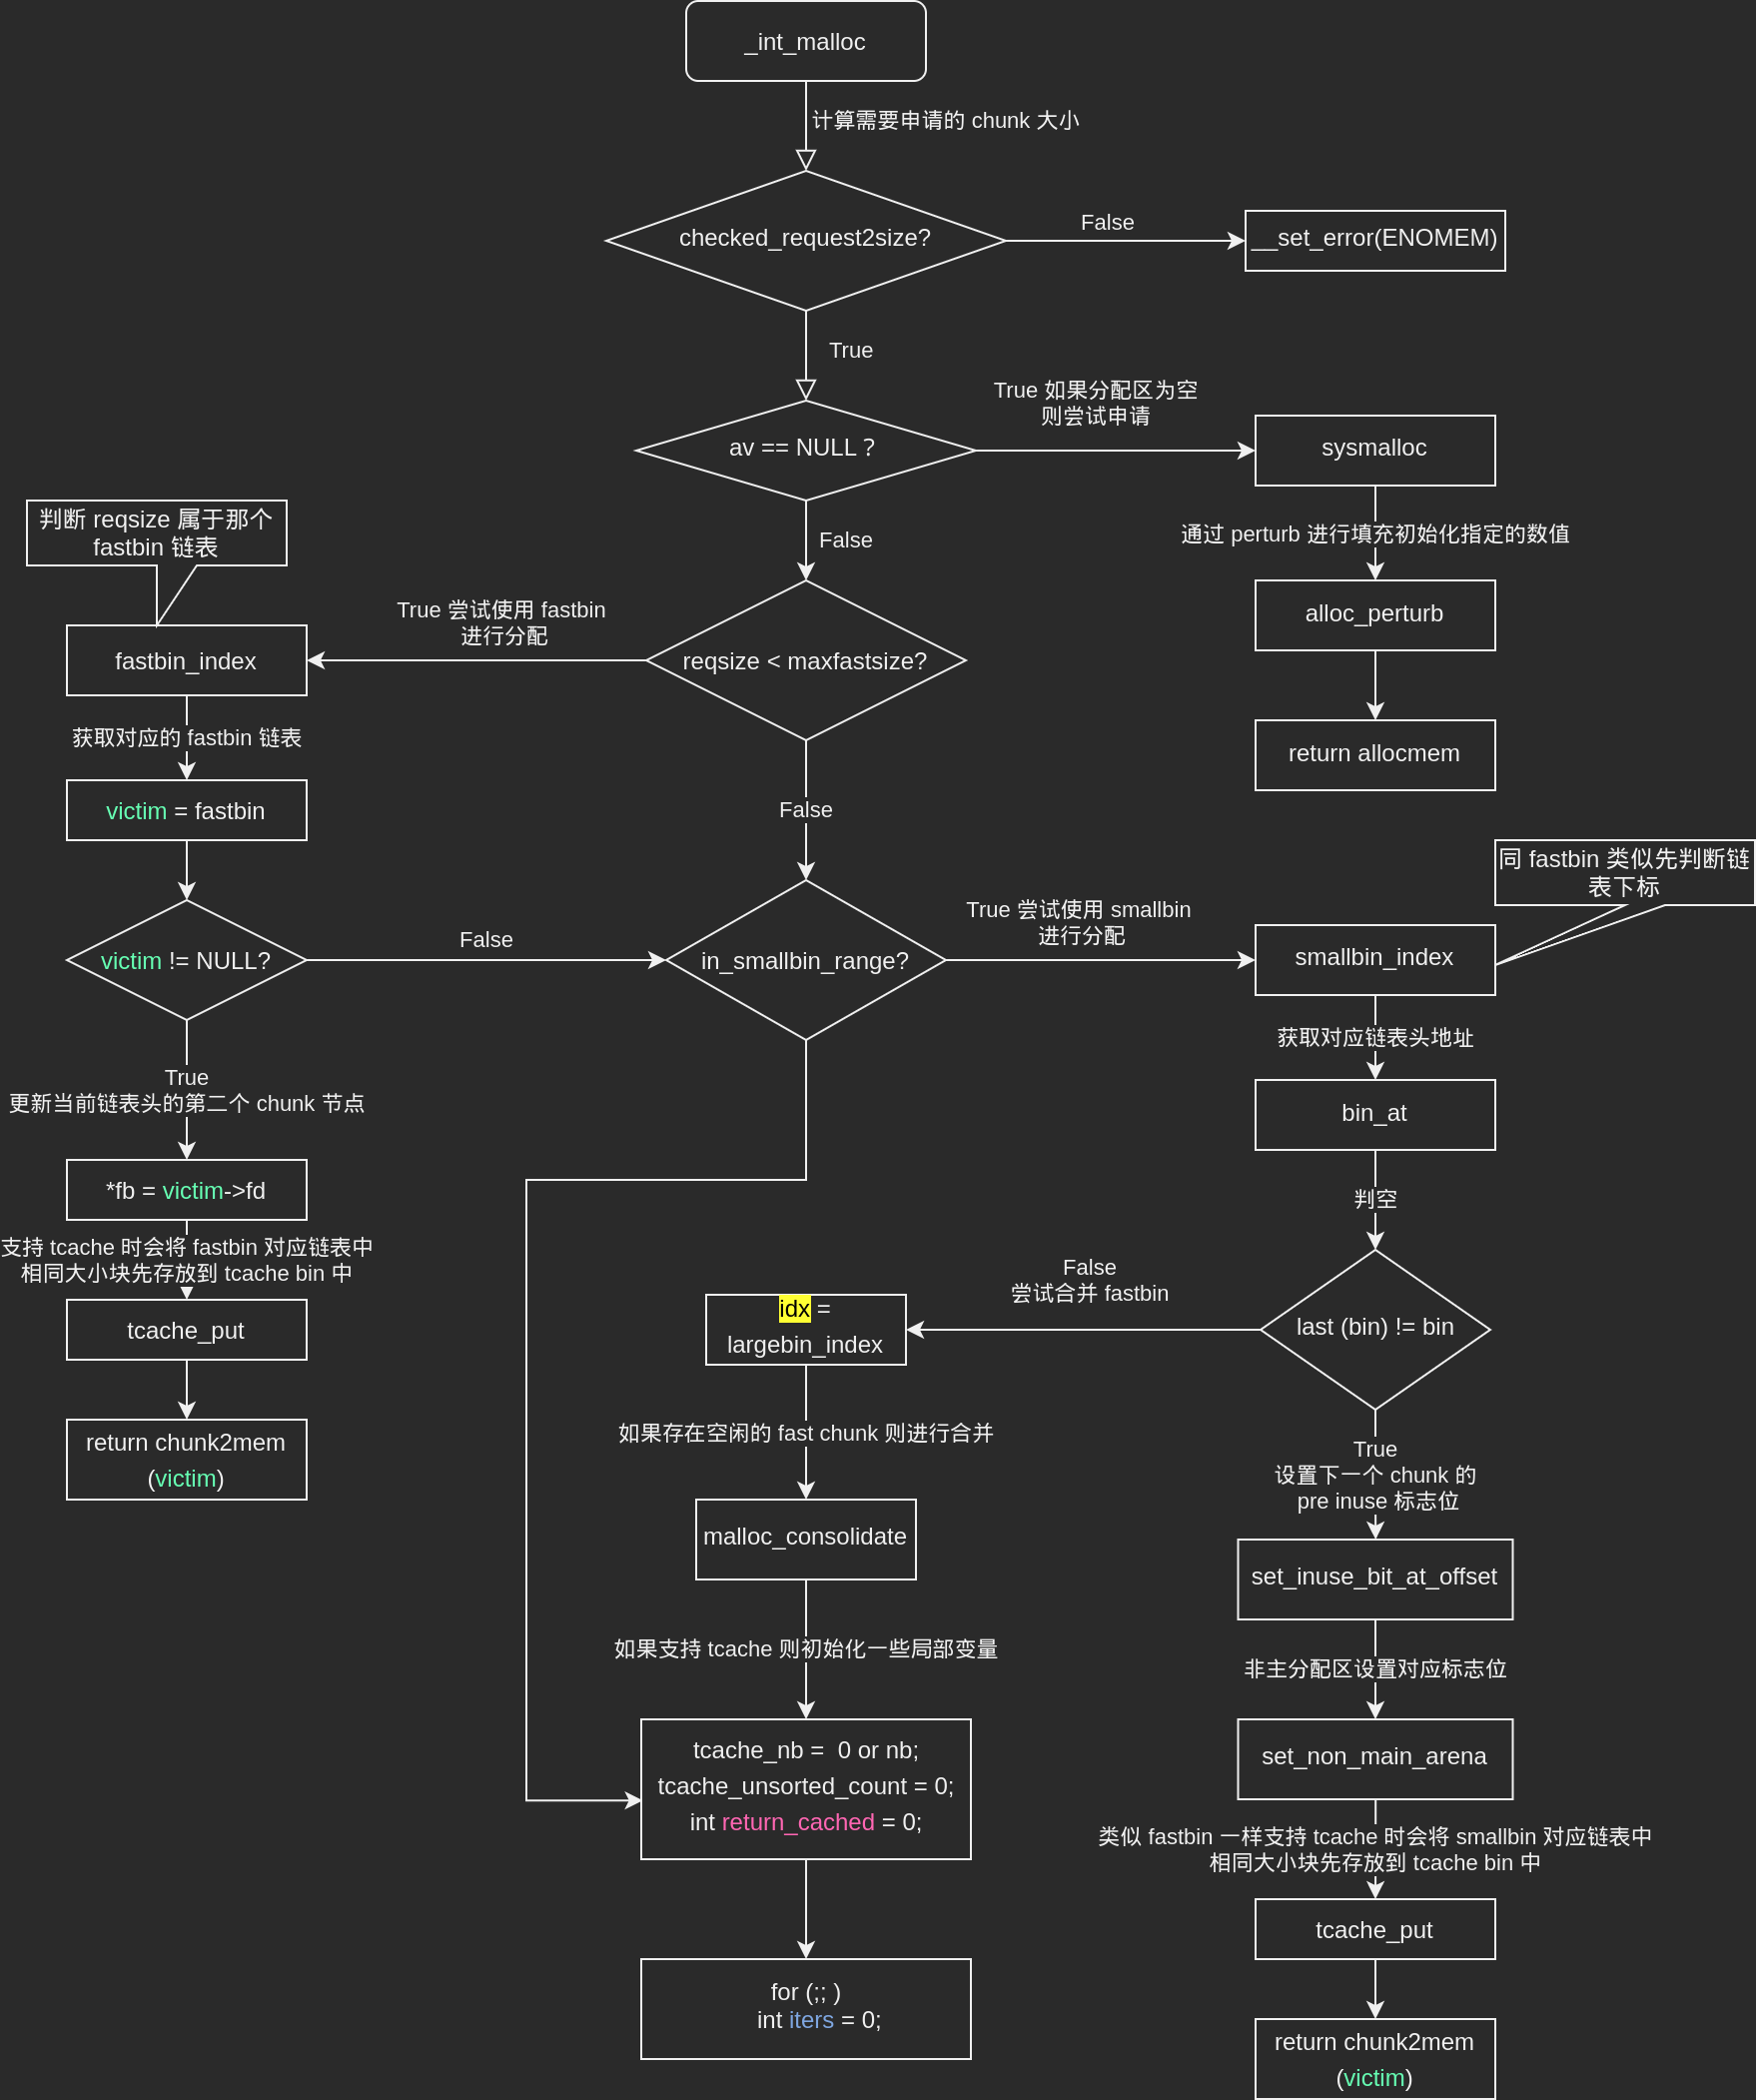 _int_malloc
计算需要申请的 chunk 大小
checked_request2size?
False
__set_error(ENOMEM)
True
True 如果分配区为空
则尝试申请
av == NULL ?
sysmalloc
判断 reqsize 属于那个
fastbin 链表
False
通过 perturb 进行填充初始化指定的数值
True 尝试使用 fastbin
进行分配
alloc_perturb
fastbin_index
reqsize < maxfastsize?
获取对应的 fastbin 链表
return allocmem
victim = fastbin
False
同 fastbin 类似先判断链
表下标
True 尝试使用 smallbin
进行分配
False
victim != NULL?
in_smallbin_range?
smallbin_index
获取对应链表头地址
True
更新当前链表头的第二个 chunk 节点
bin_at
*fb = victim->fd
判空
支持 tcache 时会将 fastbin 对应链表中
相同大小块先存放到 tcache bin 中
False
尝试合并 fastbin
idx =
largebin_index
last (bin) != bin
tcache_put
return chunk2mem
(victim)
如果存在空闲的 fast chunk 则进行合并
True
设置下一个 chunk 的
pre inuse 标志位
malloc_consolidate
set_inuse_bit_at_offset
如果支持 tcache 则初始化一些局部变量
非主分配区设置对应标志位
tcache_nb =  0 or nb;
tcache_unsorted_count = 0;
int return_cached = 0;
set_non_main_arena
类似 fastbin 一样支持 tcache 时会将 smallbin 对应链表中
相同大小块先存放到 tcache bin 中
tcache_put
for (;; )
int iters = 0;
return chunk2mem
(victim)